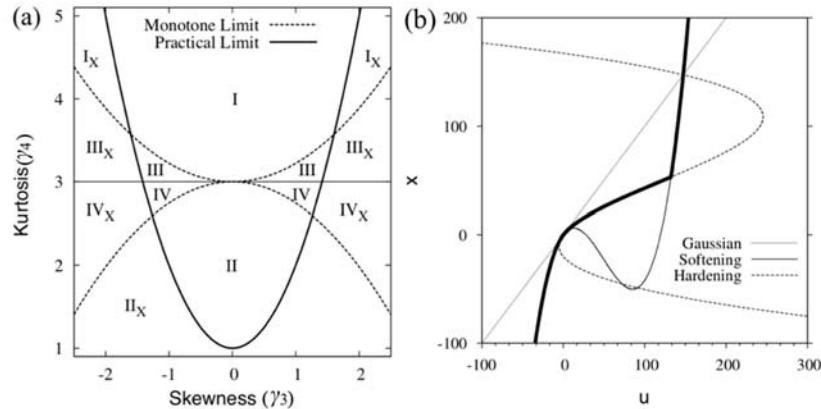 (a)
Monotone Limit
Practical Limit
Kurtosis(γ4)
5
4
3
2
1
I_X
I
I_X
III_X
III
III
III_X
IV_X
IV
IV
IV_X
II
II_X
-2
-1
0
1
2
Skewness (γ3)
(b)
x
200
100
0
-100
Gaussian
Softening
Hardening
-100
0
100
200
300
u